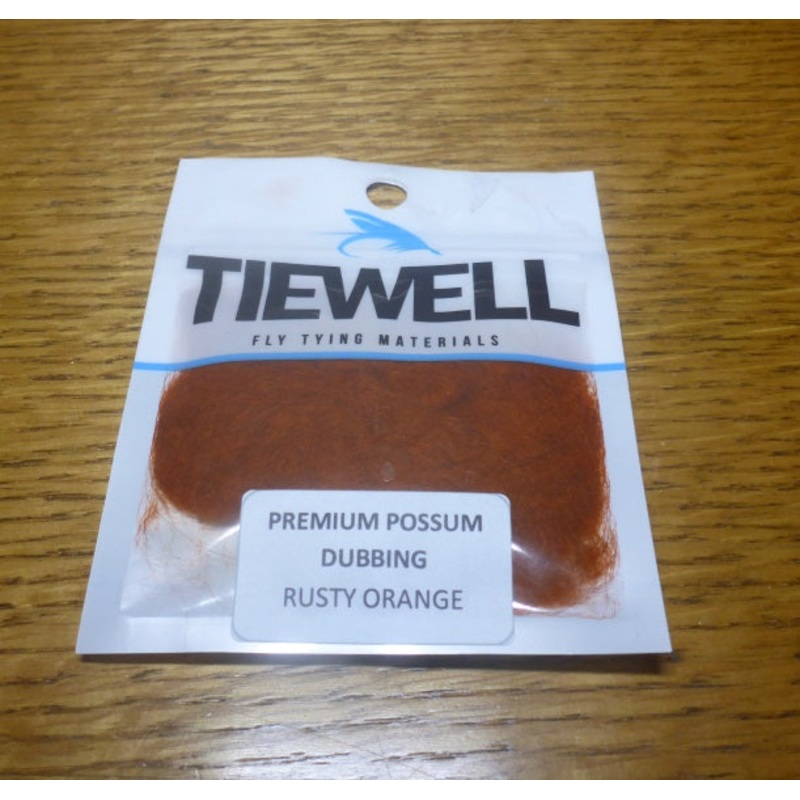 TIEWELL
FLY TYING MATERIALS
PREMIUM POSSUM
DUBBING
RUSTY ORANGE